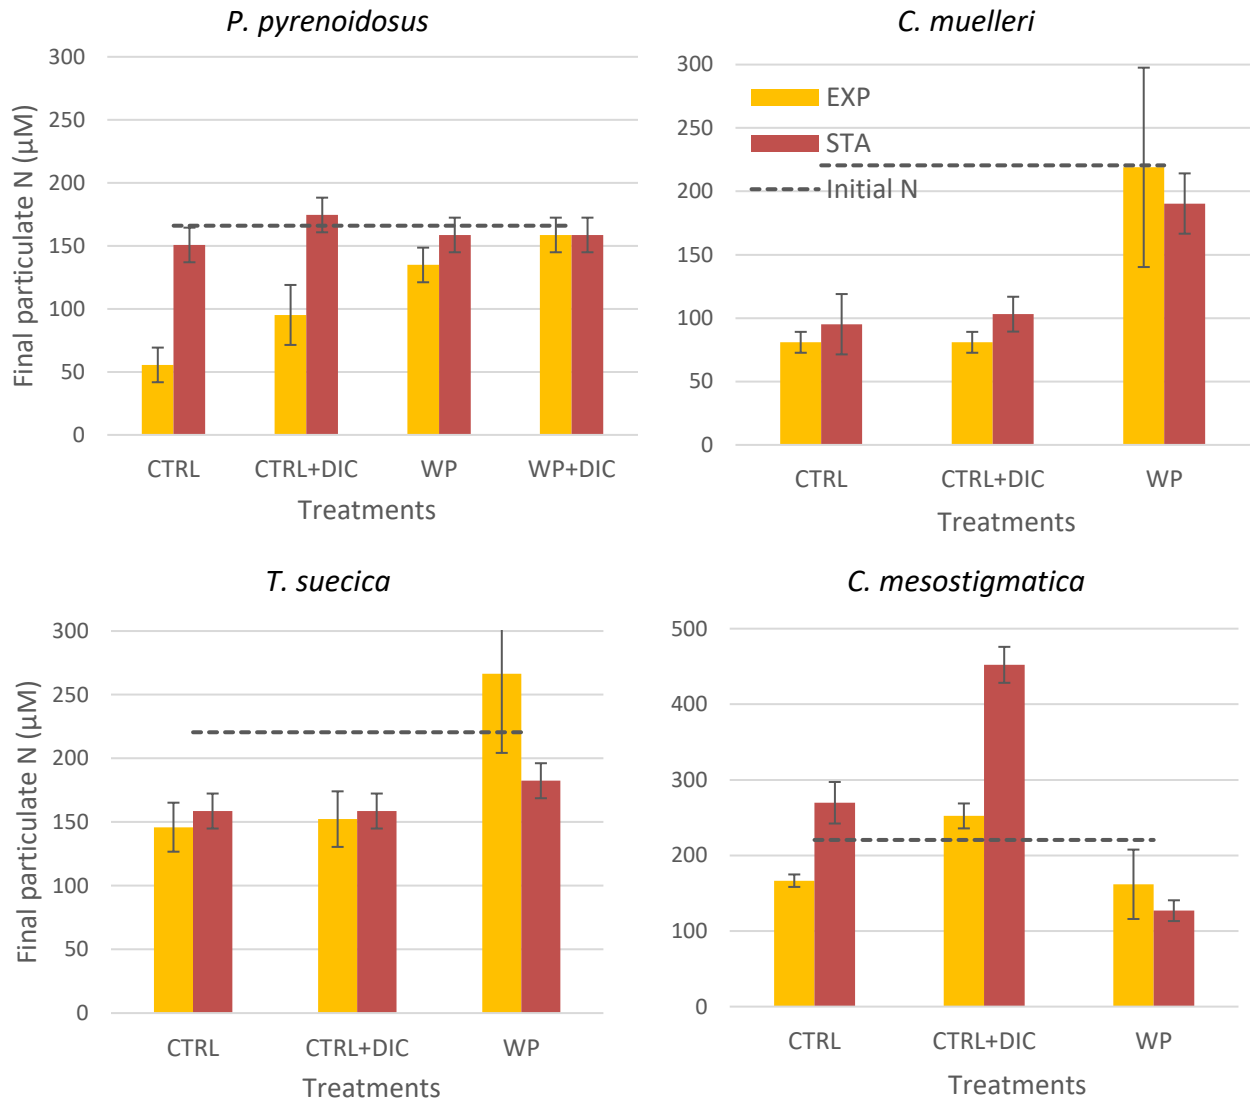 P. pyrenoidosus
Final particulate N (µM)
300
250
200
150
100
50
0
CTRL
CTRL+DIC
WP
WP+DIC
Treatments
C. muelleri
300
250
200
150
100
50
0
EXP
STA
Initial N
CTRL
CTRL+DIC
WP
Treatments
T. suecica
Final particulate N (µM)
300
250
200
150
100
50
0
CTRL
CTRL+DIC
WP
Treatments
C. mesostigmatica
500
400
300
200
100
0
CTRL
CTRL+DIC
WP
Treatments